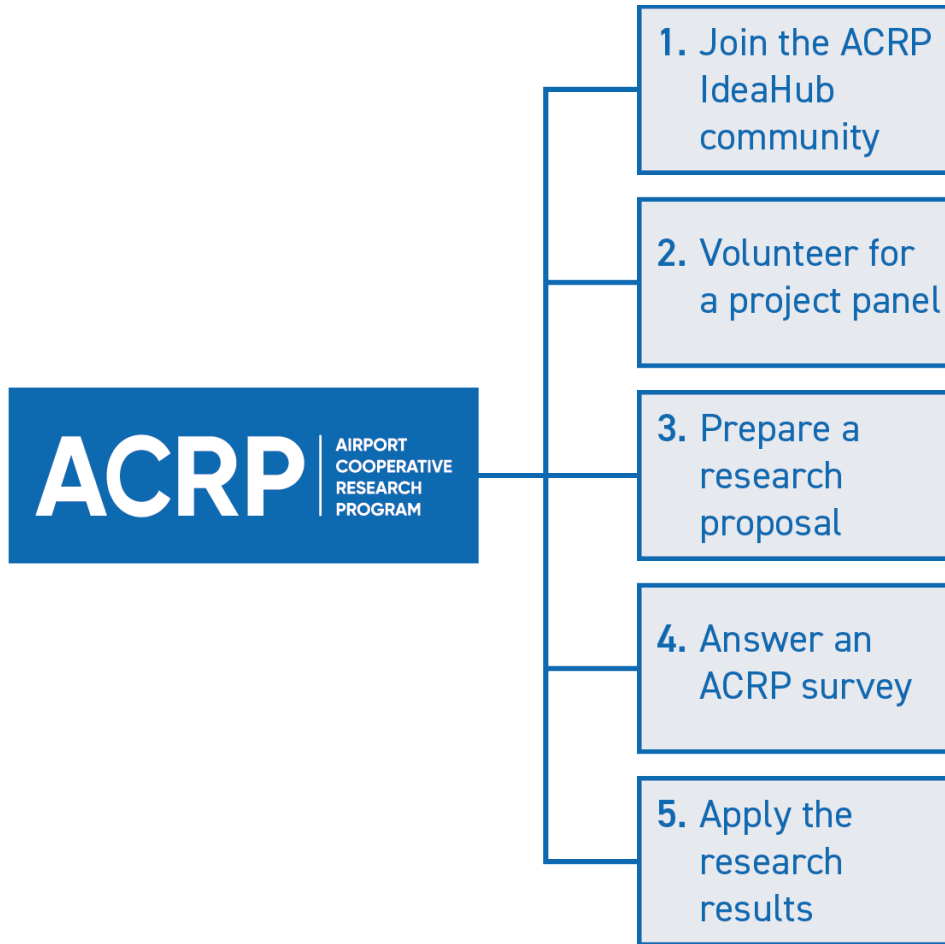 1. Join the ACRP
IdeaHub
community
2. Volunteer for
a project panel
ACRP
AIRPORT
COOPERATIVE
RESEARCH
PROGRAM
3. Prepare a
research
proposal
4. Answer an
ACRP survey
5. Apply the
research
results